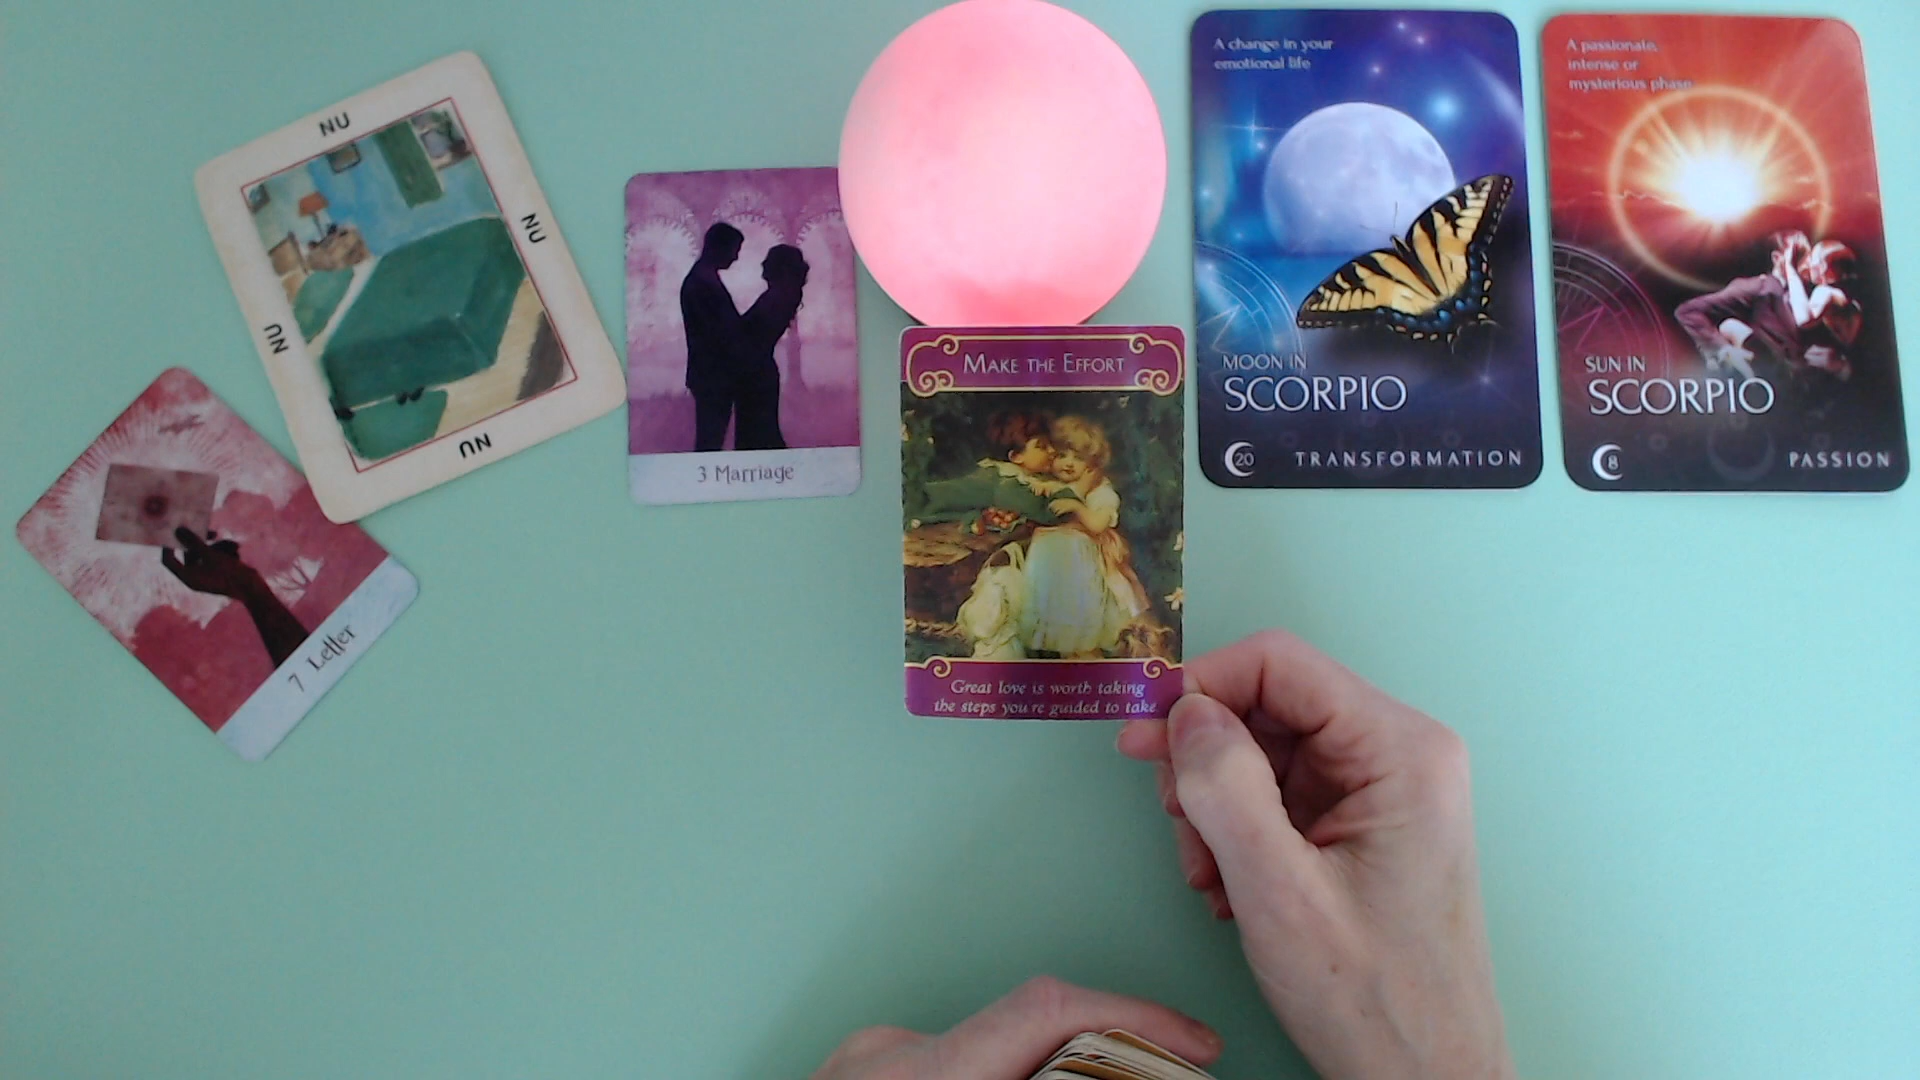 NU
NU
NU
NU
7 Letter
3 Marriage
MAKE THE EFFORT
Great love is worth taking
the steps you're guided to take
A change in your
emotional life
MOON IN
SCORPIO
20
TRANSFORMATION
A passionate,
intense or
mysterious phase
SUN IN
SCORPIO
8
PASSION